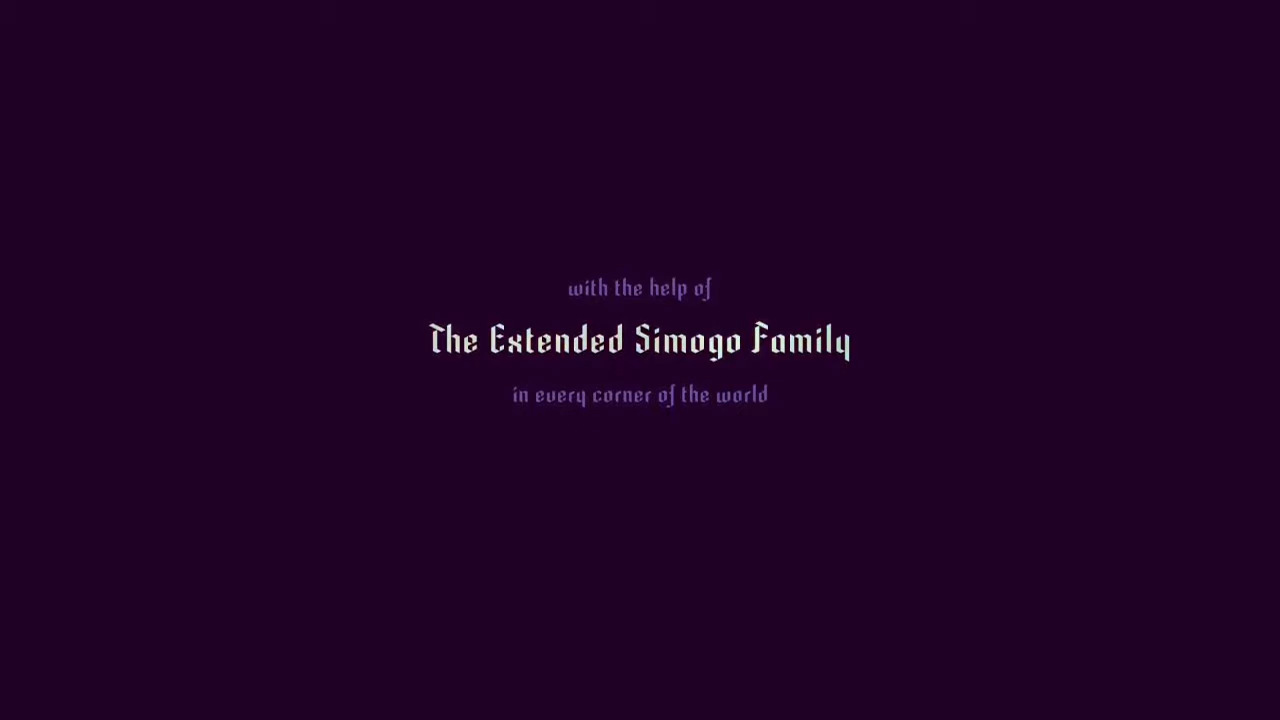 with the help of
The Extended Simogo Family
in every corner of the world